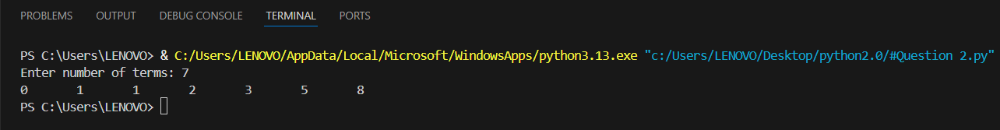 PROBLEMS OUTPUT DEBUG CONSOLE TERMINAL PORTS
PS C:\Users\LENOVO> & C:/Users/LENOVO/AppData/Local/Microsoft/WindowsApps/python3.13.exe "c:/Users/LENOVO/Desktop/python2.0/#Question 2.py"
Enter number of terms: 7
0 1 1 2 3 5 8
PS C:\Users\LENOVO>